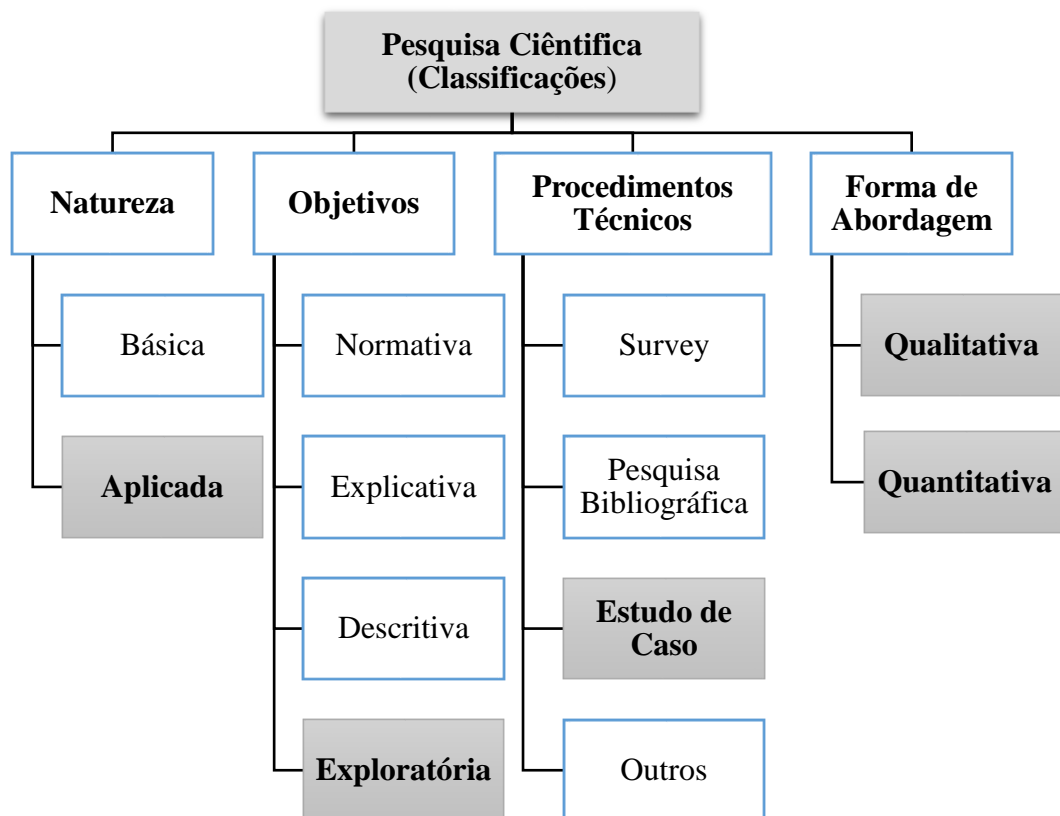 Pesquisa Ciêntifica
(Classificações)
Natureza
Básica
Aplicada
Objetivos
Normativa
Explicativa
Descritiva
Exploratória
Procedimentos
Técnicos
Survey
Pesquisa
Bibliográfica
Estudo de
Caso
Outros
Forma de
Abordagem
Qualitativa
Quantitativa